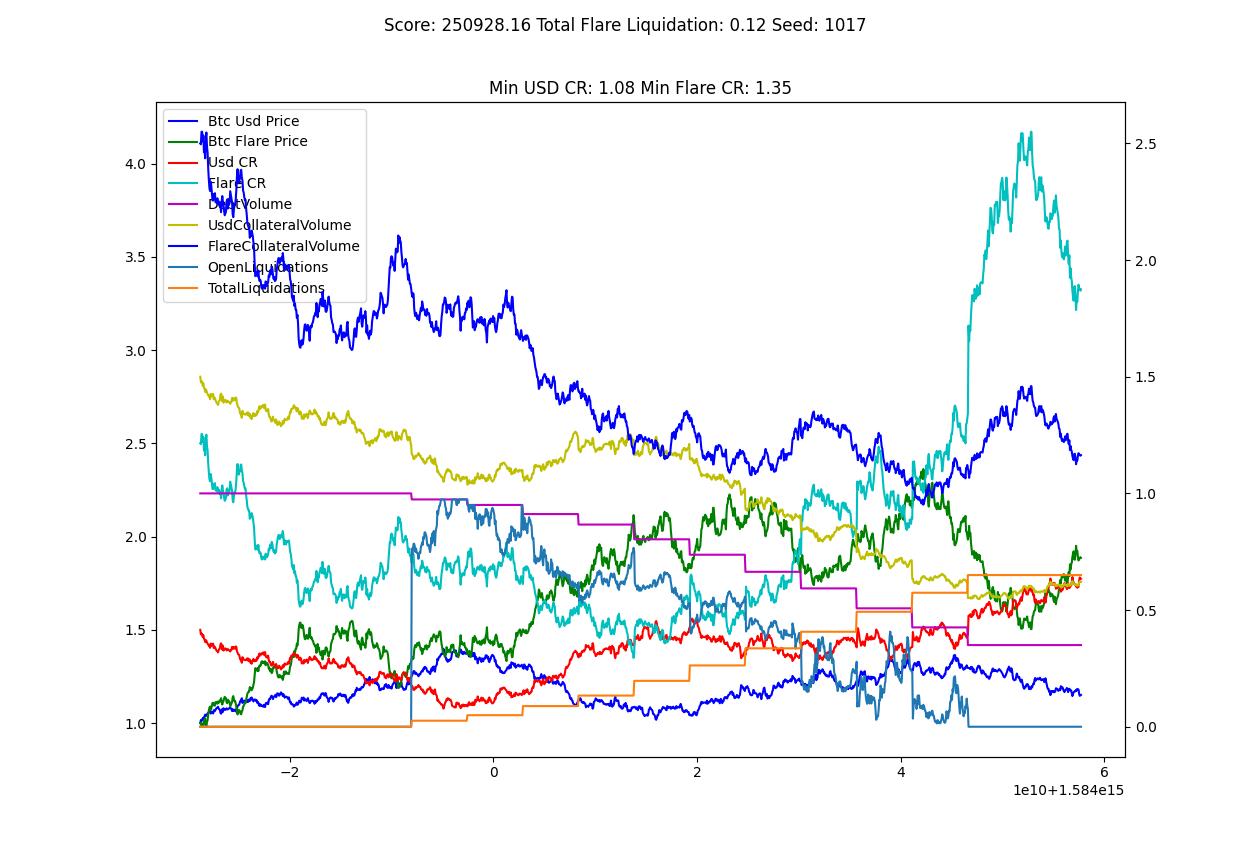 Score: 250928.16 Total Flare Liquidation: 0.12 Seed: 1017
Min USD CR: 1.08 Min Flare CR: 1.35
Btc Usd Price
Btc Flare Price
Usd CR
Flare CR
DebtVolume
UsdCollateralVolume
FlareCollateralVolume
OpenLiquidations
TotalLiquidations
4.0
3.5
3.0
2.5
2.0
1.5
1.0
2.5
2.0
1.5
1.0
0.5
0.0
−2
0
2
4
6
1e10+1.584e15